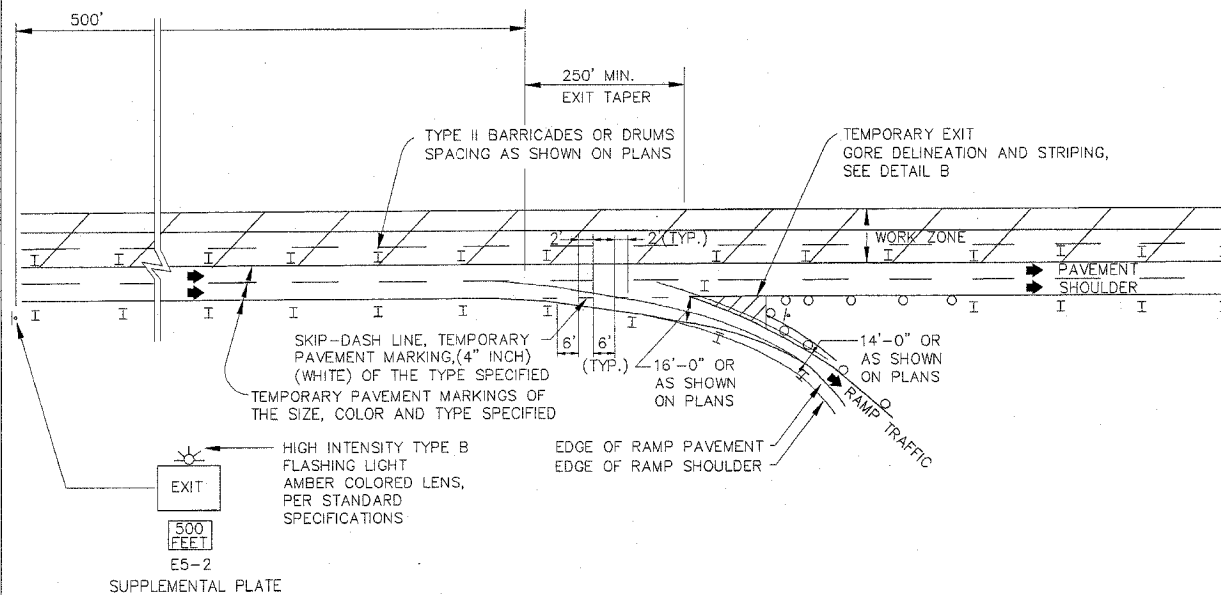 500'
250' MIN.
EXIT TAPER
TYPE II BARRICADES OR DRUMS
SPACING AS SHOWN ON PLANS
TEMPORARY EXIT
GORE DELINEATION AND STRIPING,
SEE DETAIL B
2'
2'(TYP.)
WORK ZONE
PAVEMENT
SHOULDER
SKIP-DASH LINE, TEMPORARY
PAVEMENT MARKING,(4" INCH)
(WHITE) OF THE TYPE SPECIFIED
6'
6'
(TYP.)
16'-0" OR
AS SHOWN
ON PLANS
14'-0" OR
AS SHOWN
ON PLANS
TEMPORARY PAVEMENT MARKINGS OF
THE SIZE, COLOR AND TYPE SPECIFIED
RAMP TRAFFIC
EDGE OF RAMP PAVEMENT
EDGE OF RAMP SHOULDER
HIGH INTENSITY TYPE B
FLASHING LIGHT
AMBER COLORED LENS,
PER STANDARD
SPECIFICATIONS
EXIT
500
FEET
E5-2
SUPPLEMENTAL PLATE